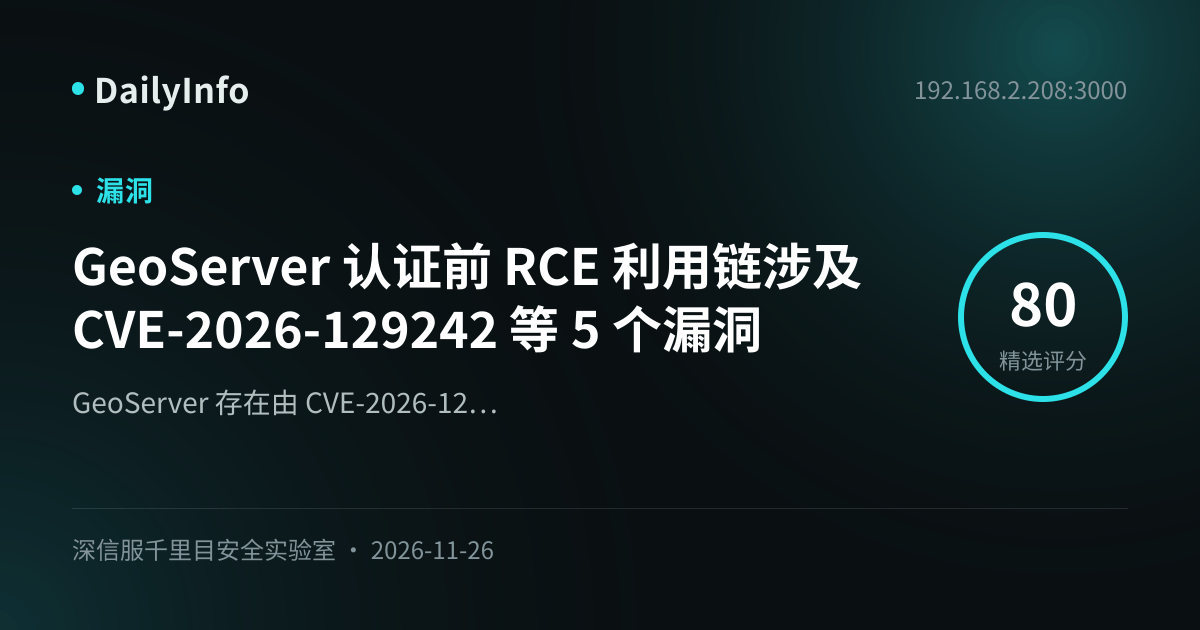 DailyInfo
192.168.2.208:3000
漏洞
GeoServer 认证前 RCE 利用链涉及
CVE-2026-129242 等 5 个漏洞
80
精选评分
GeoServer 存在由 CVE-2026-12…
深信服千里目安全实验室 · 2026-11-26